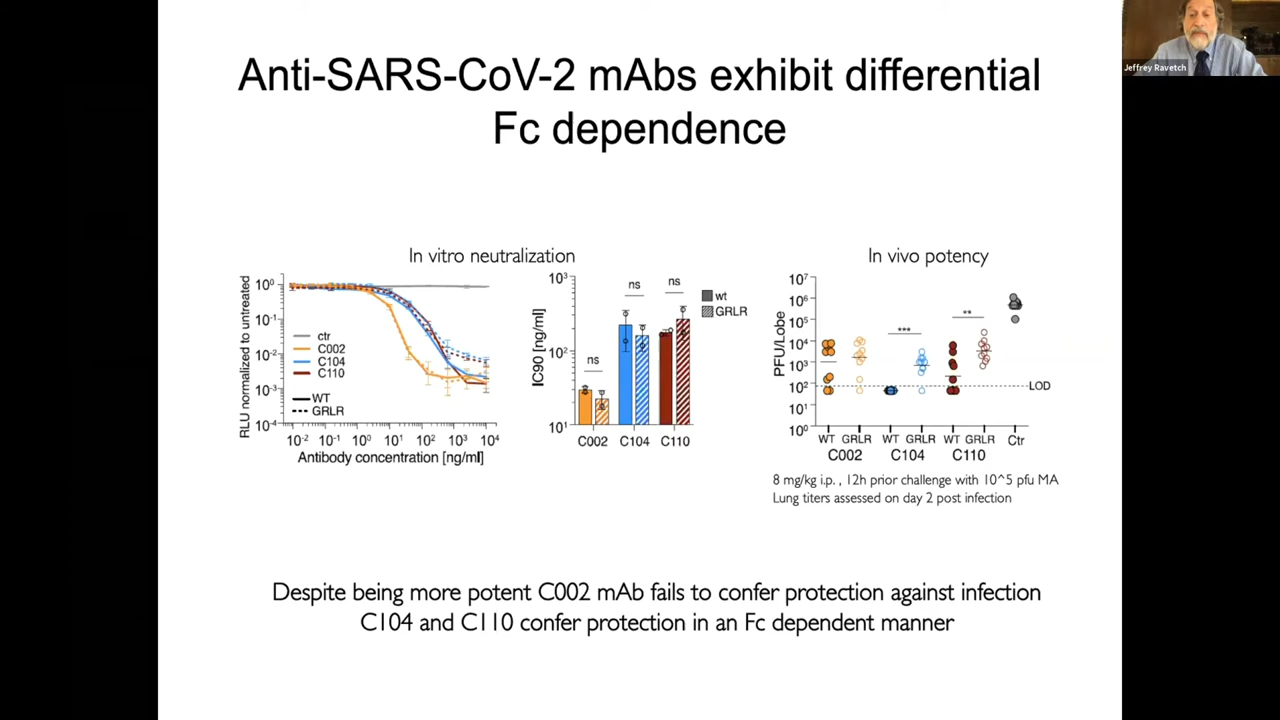 Jeffrey Ravetch
Anti-SARS-CoV-2 mAbs exhibit differential
Fc dependence
In vitro neutralization
RLU normalized to untreated
10^0
10^-1
10^-2
10^-3
10^-4
ctr
C002
C104
C110
WT
GRLR
10^-2 10^-1 10^0 10^1 10^2 10^3 10^4
Antibody concentration [ng/ml]
IC90 [ng/ml]
10^3
10^2
10^1
ns
ns
ns
wt
GRLR
C002 C104 C110
In vivo potency
PFU/Lobe
10^7
10^6
10^5
10^4
10^3
10^2
10^1
10^0
***
**
LOD
WT GRLR WT GRLR WT GRLR Ctr
C002 C104 C110
8 mg/kg i.p. , 12h prior challenge with 10^5 pfu MA
Lung titers assessed on day 2 post infection
Despite being more potent C002 mAb fails to confer protection against infection
C104 and C110 confer protection in an Fc dependent manner